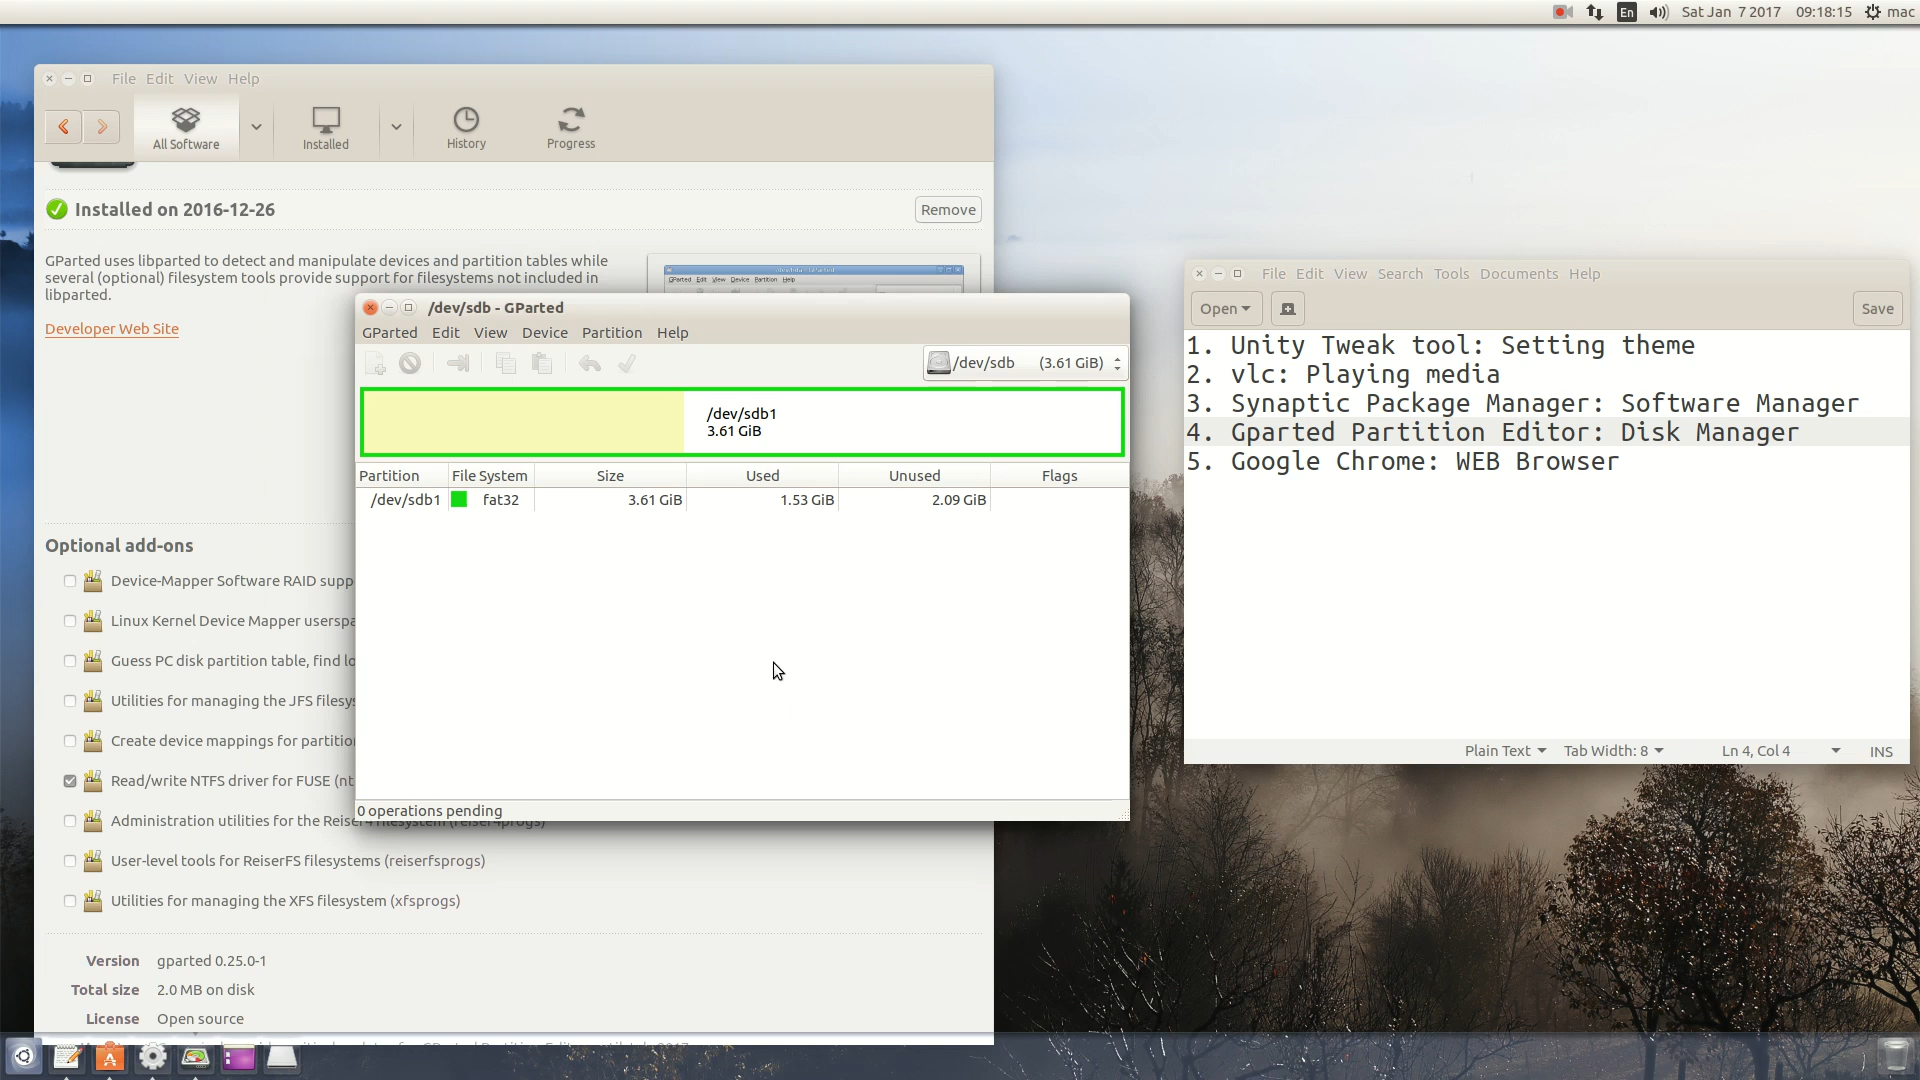 En Sat Jan 7 2017 09:18:15 mac
File Edit View Help
All Software Installed History Progress
Installed on 2016-12-26 Remove
GParted uses libparted to detect and manipulate devices and partition tables while
several (optional) filesystem tools provide support for filesystems not included in
libparted.
Developer Web Site
Optional add-ons
Device-Mapper Software RAID supp
Linux Kernel Device Mapper userspa
Guess PC disk partition table, find lo
Utilities for managing the JFS filesys
Create device mappings for partitio
Read/write NTFS driver for FUSE (nt
Administration utilities for the Reiser4 filesystem (reiser4progs)
User-level tools for ReiserFS filesystems (reiserfsprogs)
Utilities for managing the XFS filesystem (xfsprogs)
Version gparted 0.25.0-1
Total size 2.0 MB on disk
License Open source
GParted Edit View Device Partition Help
/dev/sdb - GParted
GParted Edit View Device Partition Help
/dev/sdb (3.61 GiB)
/dev/sdb1
3.61 GiB
Partition File System Size Used Unused Flags
/dev/sdb1 fat32 3.61 GiB 1.53 GiB 2.09 GiB
0 operations pending
File Edit View Search Tools Documents Help
Open Save
1. Unity Tweak tool: Setting theme
2. vlc: Playing media
3. Synaptic Package Manager: Software Manager
4. Gparted Partition Editor: Disk Manager
5. Google Chrome: WEB Browser
Plain Text Tab Width: 8 Ln 4, Col 4 INS